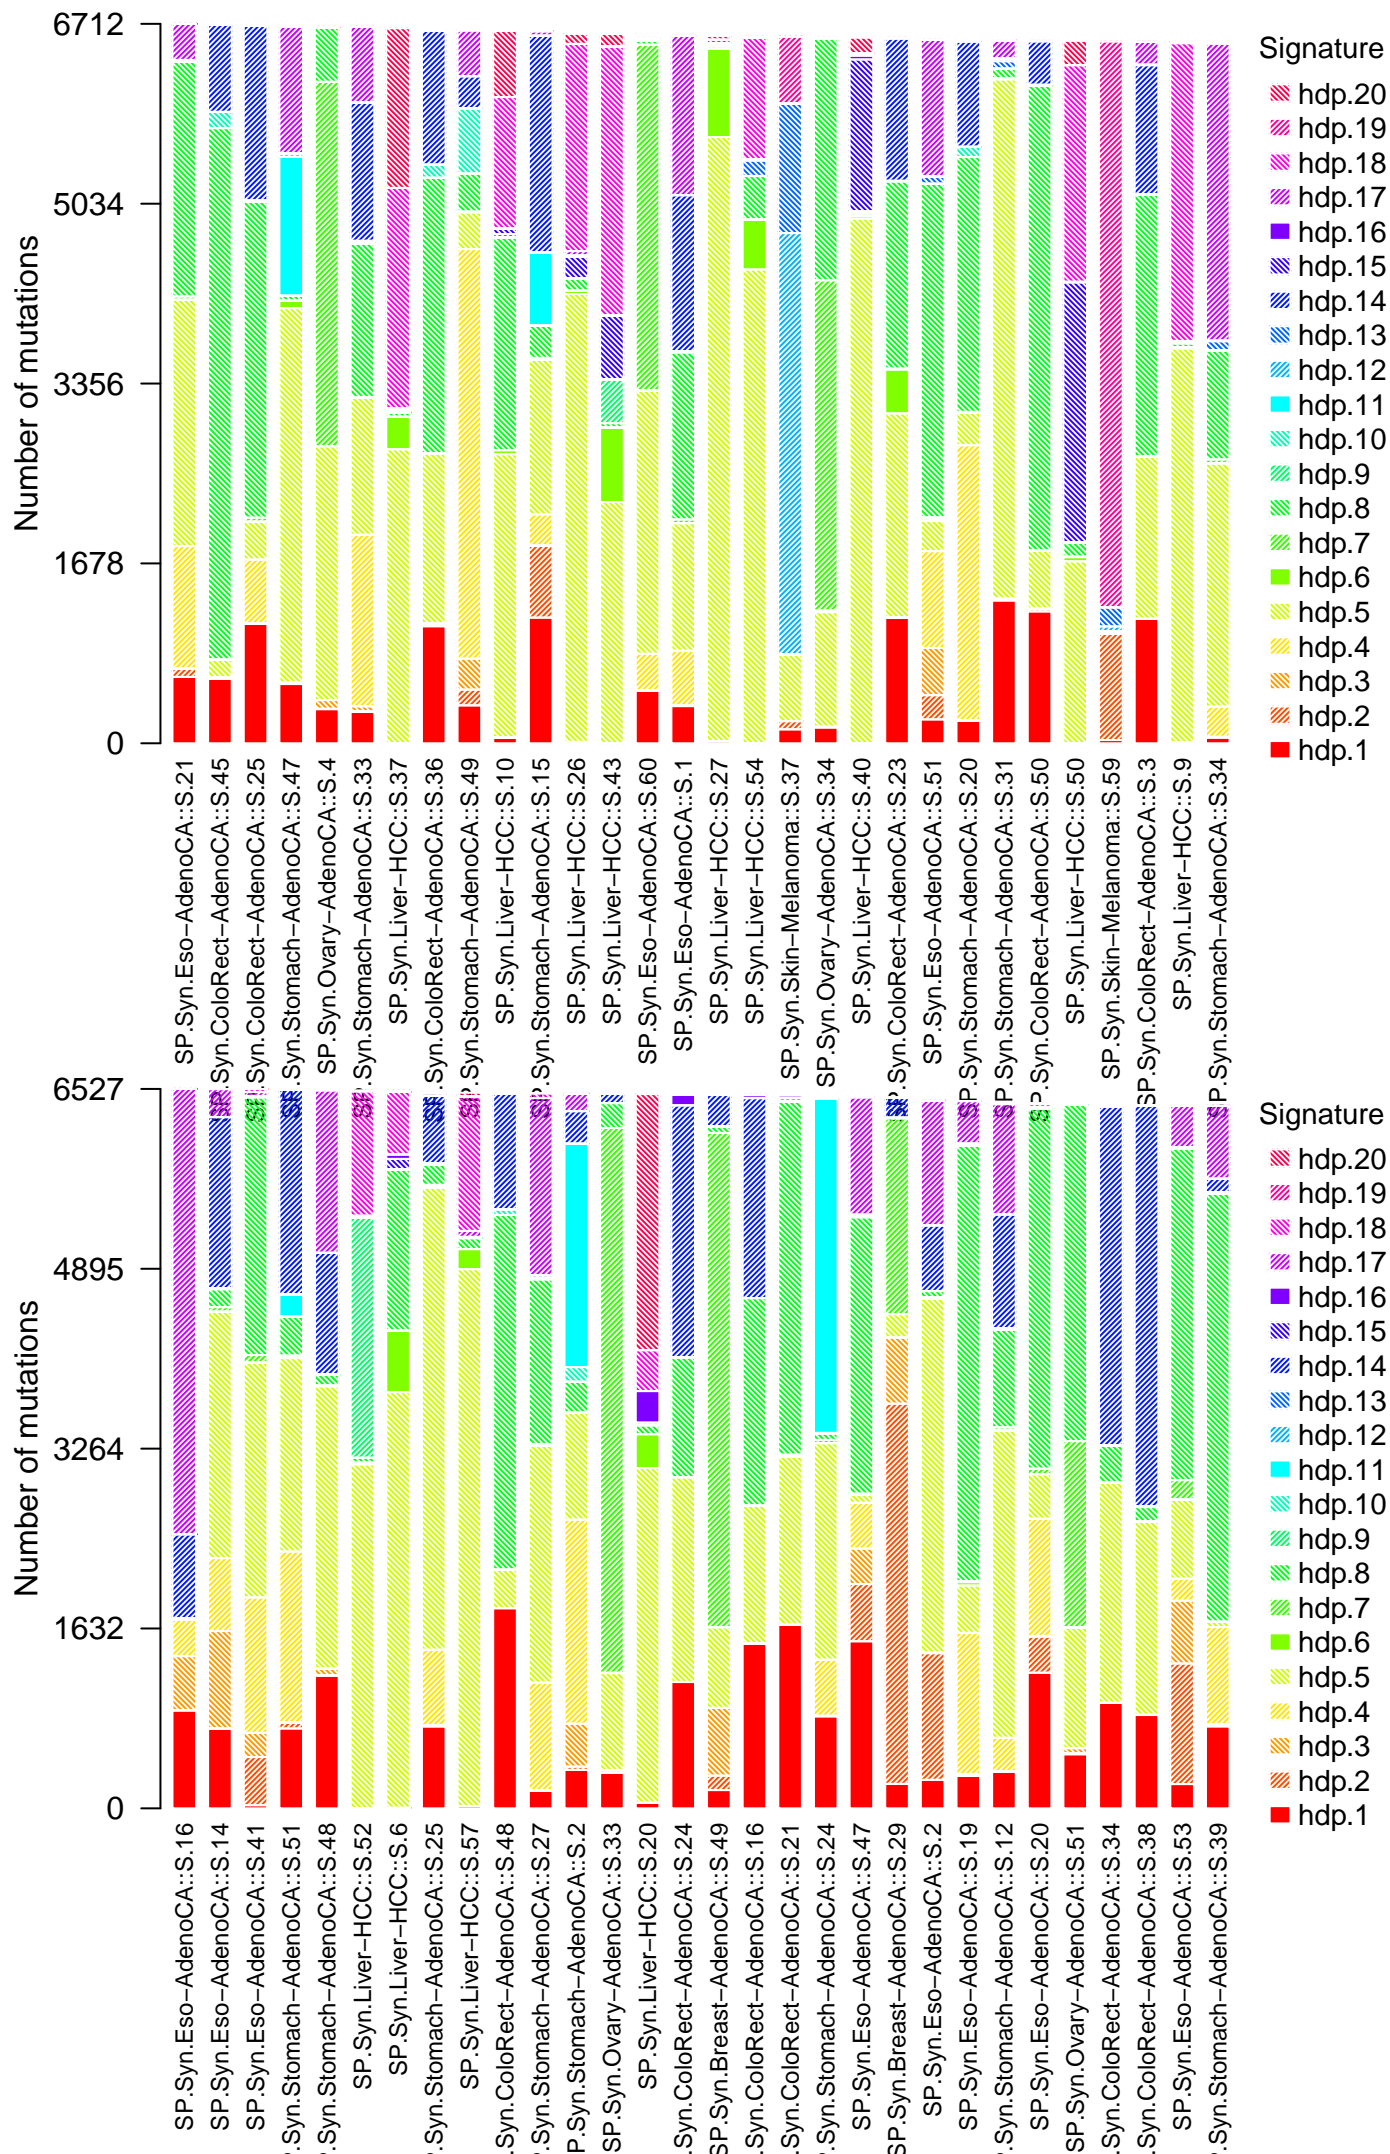 6712
5034
3356
1678
0
Number of mutations
SP.Syn.Eso−AdenoCA::S.21
SP.Syn.ColoRect−AdenoCA::S.45
SP.Syn.ColoRect−AdenoCA::S.25
SP.Syn.Stomach−AdenoCA::S.47
SP.Syn.Ovary−AdenoCA::S.4
SP.Syn.Stomach−AdenoCA::S.33
SP.Syn.Liver−HCC::S.37
SP.Syn.ColoRect−AdenoCA::S.36
SP.Syn.Stomach−AdenoCA::S.49
SP.Syn.Liver−HCC::S.10
SP.Syn.Stomach−AdenoCA::S.15
SP.Syn.Liver−HCC::S.26
SP.Syn.Liver−HCC::S.43
SP.Syn.Eso−AdenoCA::S.60
SP.Syn.Eso−AdenoCA::S.1
SP.Syn.Liver−HCC::S.27
SP.Syn.Liver−HCC::S.54
SP.Syn.Skin−Melanoma::S.37
SP.Syn.Ovary−AdenoCA::S.34
SP.Syn.Liver−HCC::S.40
SP.Syn.ColoRect−AdenoCA::S.23
SP.Syn.Eso−AdenoCA::S.51
SP.Syn.Stomach−AdenoCA::S.20
SP.Syn.Stomach−AdenoCA::S.31
SP.Syn.ColoRect−AdenoCA::S.50
SP.Syn.Liver−HCC::S.50
SP.Syn.Skin−Melanoma::S.59
SP.Syn.ColoRect−AdenoCA::S.3
SP.Syn.Liver−HCC::S.9
SP.Syn.Stomach−AdenoCA::S.34
Signature
hdp.20
hdp.19
hdp.18
hdp.17
hdp.16
hdp.15
hdp.14
hdp.13
hdp.12
hdp.11
hdp.10
hdp.9
hdp.8
hdp.7
hdp.6
hdp.5
hdp.4
hdp.3
hdp.2
hdp.1
6527
4895
3264
1632
0
Number of mutations
SP.Syn.Eso−AdenoCA::S.16
SP.Syn.Eso−AdenoCA::S.14
SP.Syn.Eso−AdenoCA::S.41
P.Syn.Stomach−AdenoCA::S.51
.Syn.Stomach−AdenoCA::S.48
SP.Syn.Liver−HCC::S.52
SP.Syn.Liver−HCC::S.6
.Syn.Stomach−AdenoCA::S.25
SP.Syn.Liver−HCC::S.57
.Syn.ColoRect−AdenoCA::S.48
.Syn.Stomach−AdenoCA::S.27
P.Syn.Stomach−AdenoCA::S.2
SP.Syn.Ovary−AdenoCA::S.33
SP.Syn.Liver−HCC::S.20
.Syn.ColoRect−AdenoCA::S.24
SP.Syn.Breast−AdenoCA::S.49
.Syn.ColoRect−AdenoCA::S.16
.Syn.ColoRect−AdenoCA::S.21
P.Syn.Stomach−AdenoCA::S.24
SP.Syn.Eso−AdenoCA::S.47
SP.Syn.Breast−AdenoCA::S.29
SP.Syn.Eso−AdenoCA::S.2
SP.Syn.Eso−AdenoCA::S.19
.Syn.Stomach−AdenoCA::S.12
SP.Syn.Eso−AdenoCA::S.20
SP.Syn.Ovary−AdenoCA::S.51
.Syn.ColoRect−AdenoCA::S.34
.Syn.ColoRect−AdenoCA::S.38
SP.Syn.Eso−AdenoCA::S.53
P.Syn.Stomach−AdenoCA::S.39
Signature
hdp.20
hdp.19
hdp.18
hdp.17
hdp.16
hdp.15
hdp.14
hdp.13
hdp.12
hdp.11
hdp.10
hdp.9
hdp.8
hdp.7
hdp.6
hdp.5
hdp.4
hdp.3
hdp.2
hdp.1